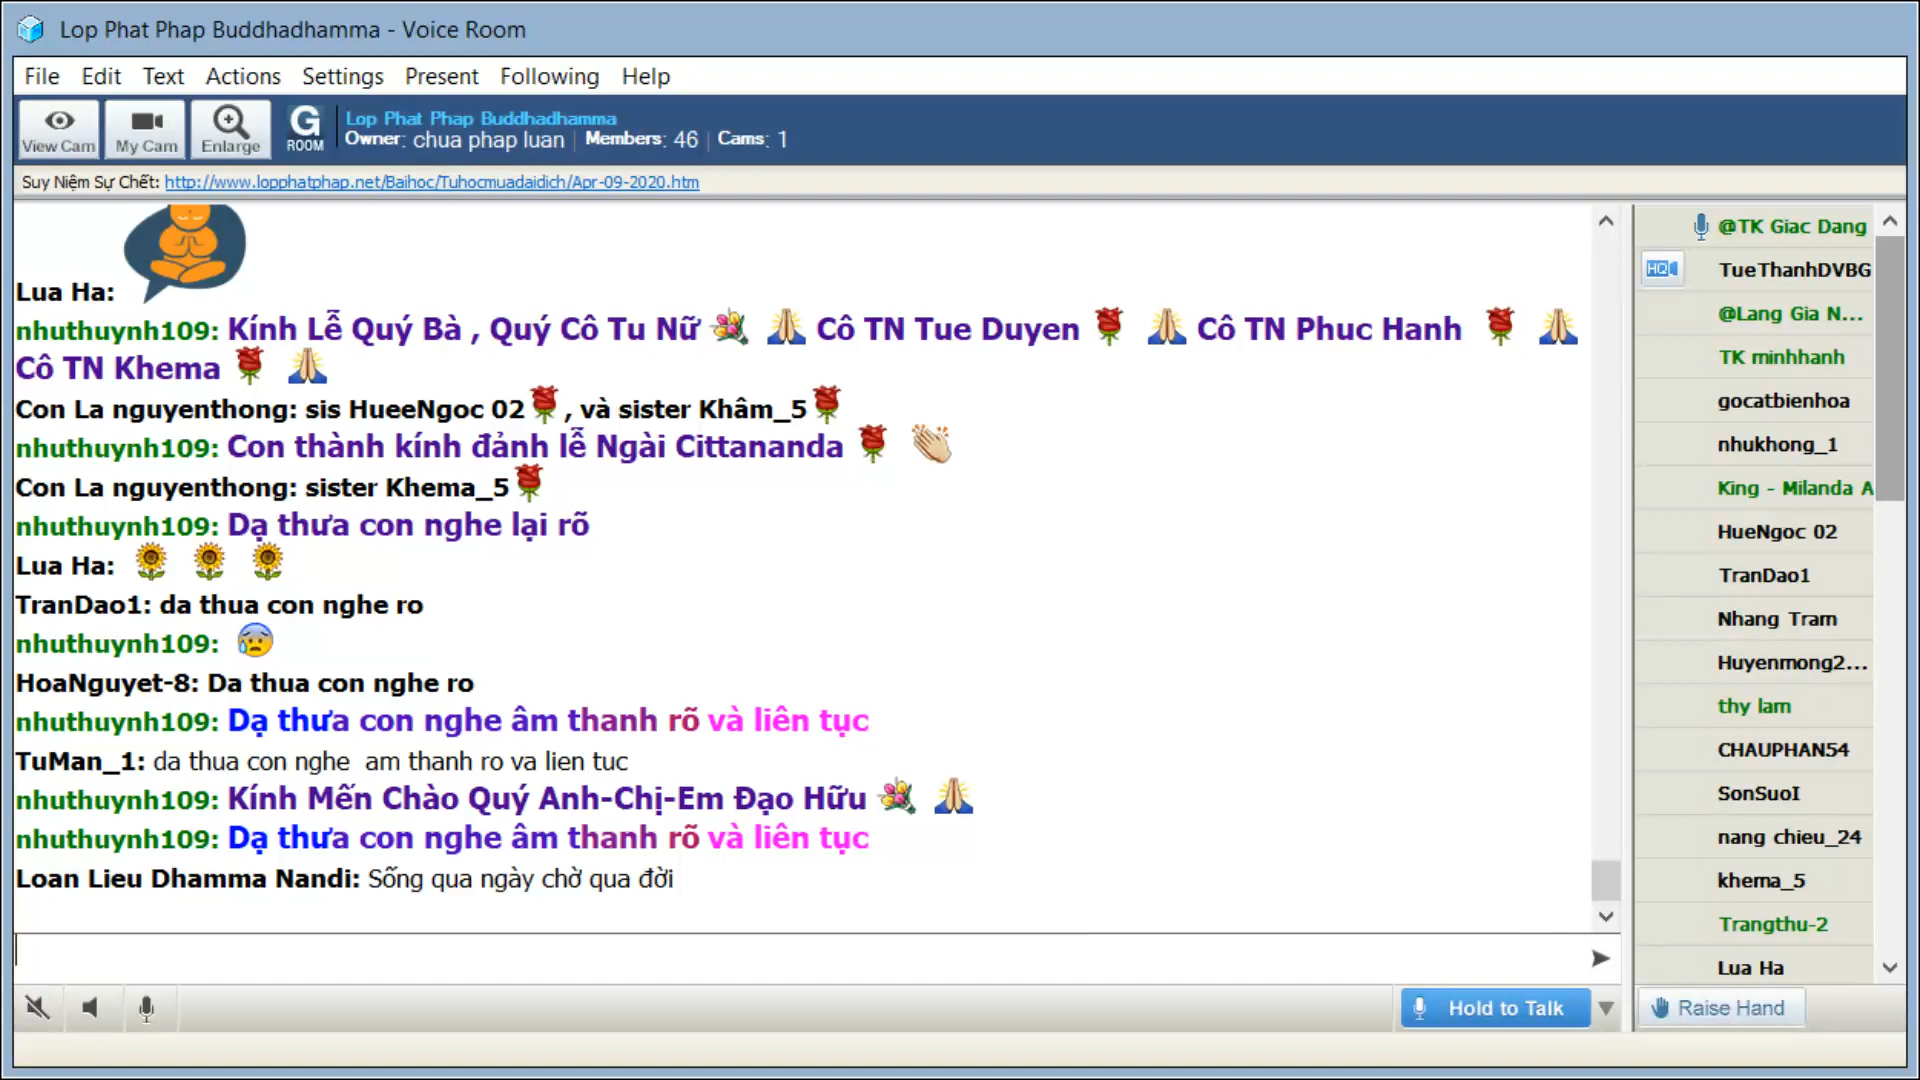 Lop Phat Phap Buddhadhamma - Voice Room
File Edit Text Actions Settings Present Following Help
View Cam My Cam Enlarge G ROOM
Lop Phat Phap Buddhadhamma
Owner: chua phap luan | Members: 46 | Cams: 1
Suy Niệm Sự Chết: http://www.lopphatphap.net/Baihoc/Tuhocmuadaidich/Apr-09-2020.htm
Lua Ha:
nhuthuynh109: Kính Lễ Quý Bà , Quý Cô Tu Nữ Cô TN Tue Duyen Cô TN Phuc Hanh
Cô TN Khema
Con La nguyenthong: sis HueeNgoc 02 , và sister Khâm_5
nhuthuynh109: Con thành kính đảnh lễ Ngài Cittananda
Con La nguyenthong: sister Khema_5
nhuthuynh109: Dạ thưa con nghe lại rõ
Lua Ha:
TranDao1: da thua con nghe ro
nhuthuynh109:
HoaNguyet-8: Da thua con nghe ro
nhuthuynh109: Dạ thưa con nghe âm thanh rõ và liên tục
TuMan_1: da thua con nghe am thanh ro va lien tuc
nhuthuynh109: Kính Mến Chào Quý Anh-Chị-Em Đạo Hữu
nhuthuynh109: Dạ thưa con nghe âm thanh rõ và liên tục
Loan Lieu Dhamma Nandi: Sống qua ngày chờ qua đời
@TK Giac Dang
HQ TueThanhDVBG
@Lang Gia N...
TK minhhanh
gocatbienhoa
nhukhong_1
King - Milanda A
HueNgoc 02
TranDao1
Nhang Tram
Huyenmong2...
thy lam
CHAUPHAN54
SonSuoI
nang chieu_24
khema_5
Trangthu-2
Lua Ha
Hold to Talk
Raise Hand